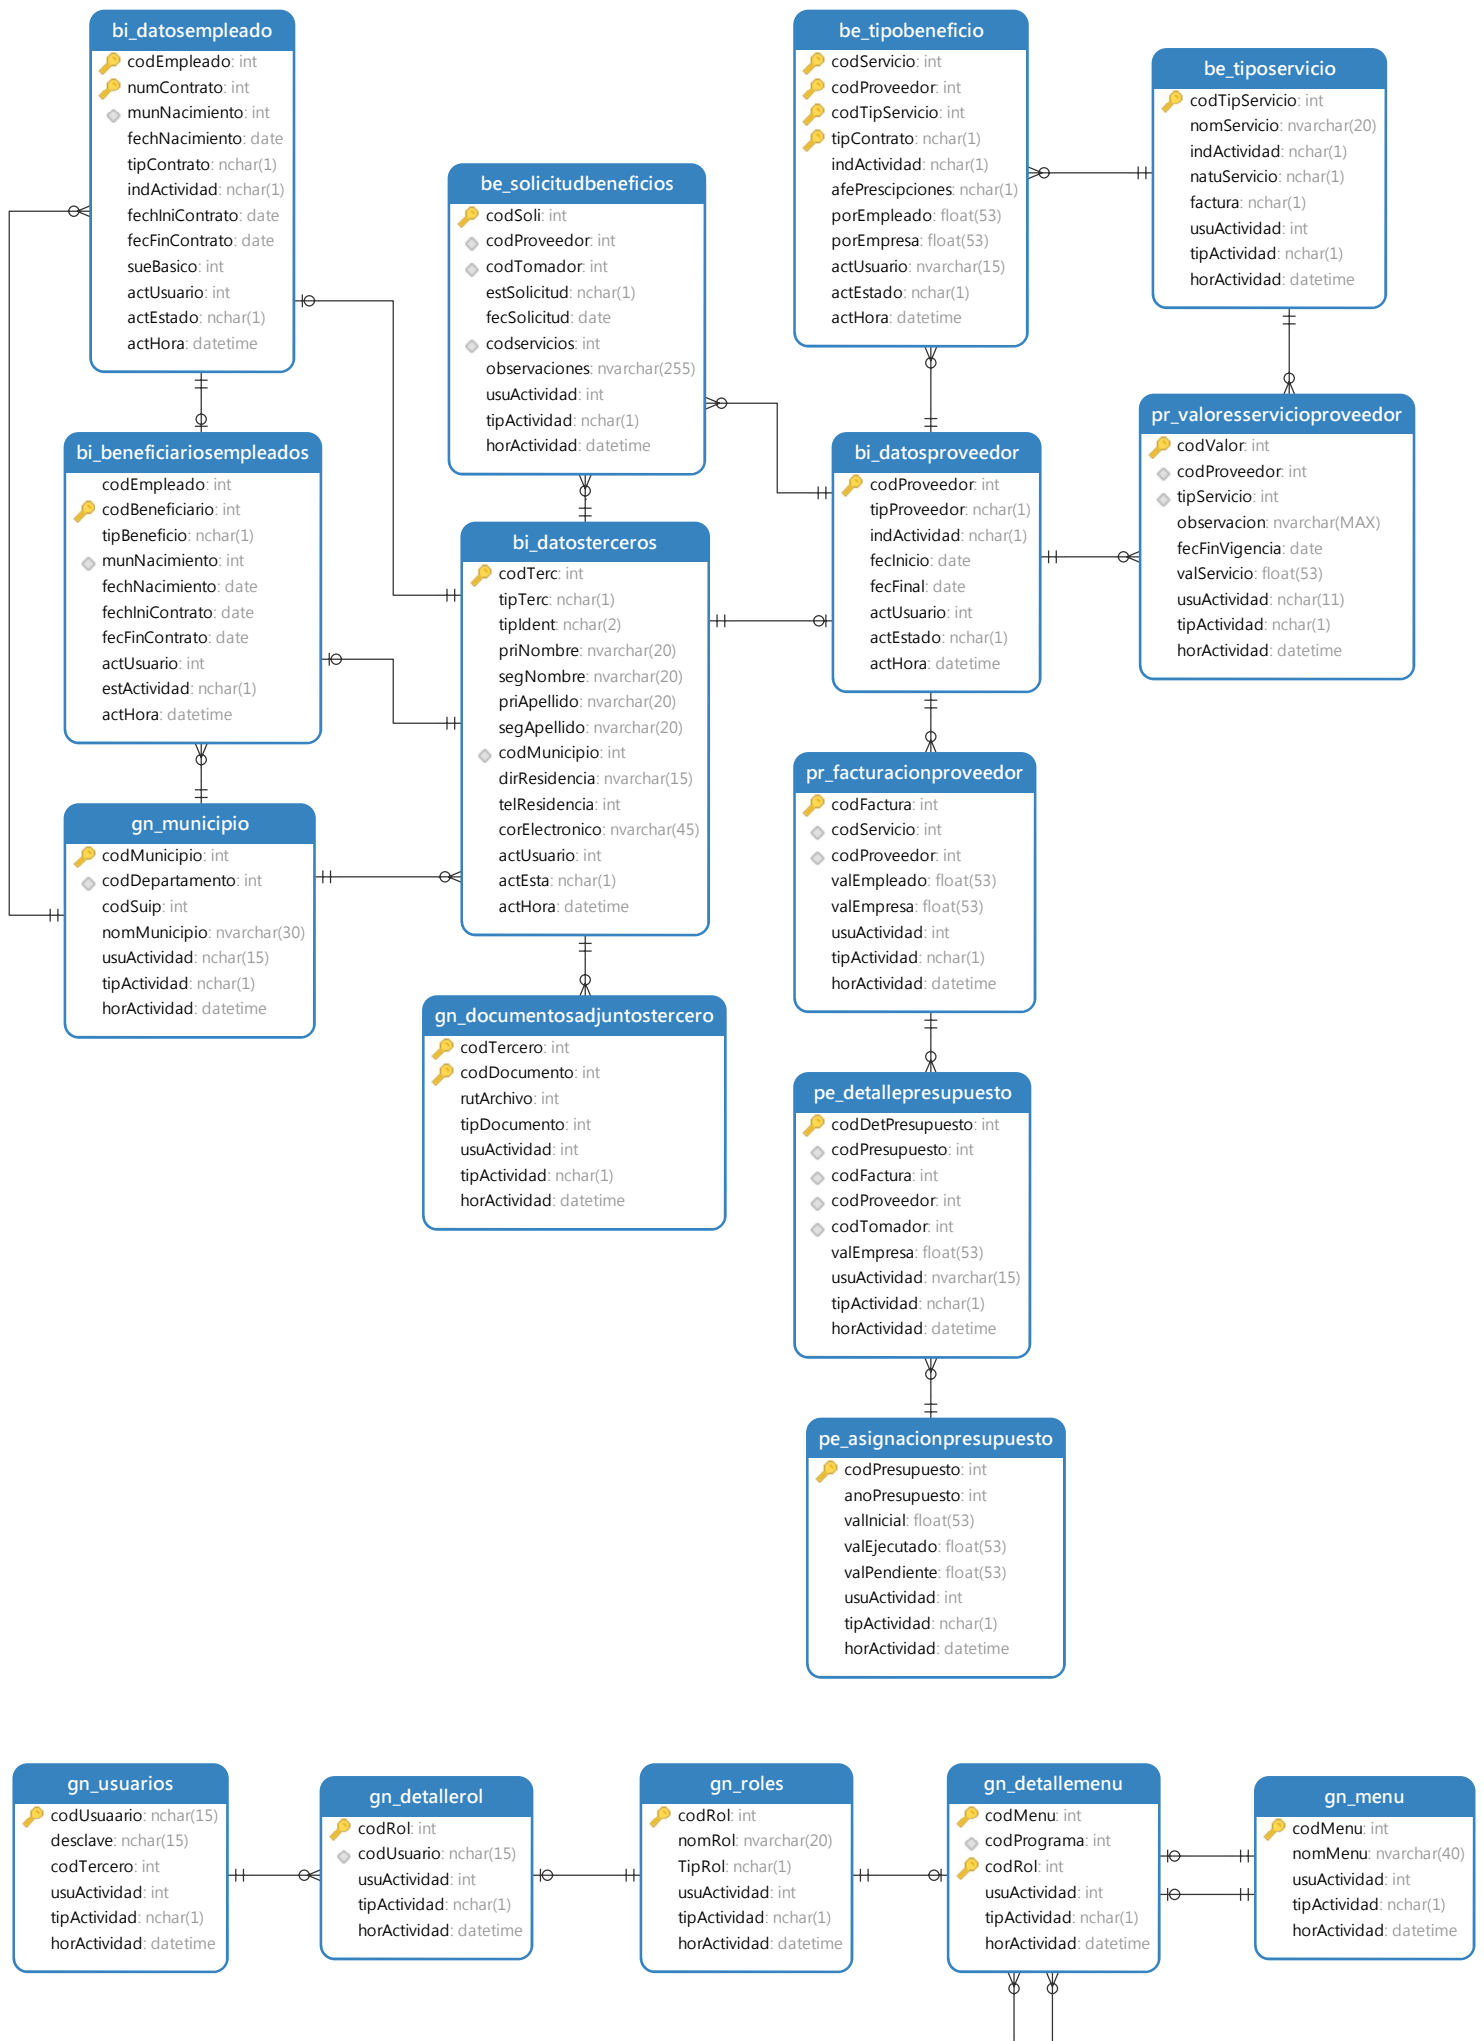 bi_datosempleado
codEmpleado: int
numContrato: int
munNacimiento: int
fechNacimiento: date
tipContrato: nchar(1)
indActividad: nchar(1)
fechIniContrato: date
fecFinContrato: date
sueBasico: int
actUsuario: int
actEstado: nchar(1)
actHora: datetime
be_solicitudbeneficios
codSoli: int
codProveedor: int
codTomador: int
estSolicitud: nchar(1)
fecSolicitud: date
codservicios: int
observaciones: nvarchar(255)
usuActividad: int
tipActividad: nchar(1)
horActividad: datetime
be_tipobeneficio
codServicio: int
codProveedor: int
codTipServicio: int
tipContrato: nchar(1)
indActividad: nchar(1)
afePrescipciones: nchar(1)
porEmpleado: float(53)
porEmpresa: float(53)
actUsuario: nvarchar(15)
actEstado: nchar(1)
actHora: datetime
be_tiposervicio
codTipServicio: int
nomServicio: nvarchar(20)
indActividad: nchar(1)
natuServicio: nchar(1)
factura: nchar(1)
usuActividad: int
tipActividad: nchar(1)
horActividad: datetime
bi_beneficiariosempleados
codEmpleado: int
codBeneficiario: int
tipBeneficio: nchar(1)
munNacimiento: int
fechNacimiento: date
fechIniContrato: date
fecFinContrato: date
actUsuario: int
estActividad: nchar(1)
actHora: datetime
bi_datosterceros
codTerc: int
tipTerc: nchar(1)
tipIdent: nchar(2)
priNombre: nvarchar(20)
segNombre: nvarchar(20)
priApellido: nvarchar(20)
segApellido: nvarchar(20)
codMunicipio: int
dirResidencia: nvarchar(15)
telResidencia: int
corElectronico: nvarchar(45)
actUsuario: int
actEsta: nchar(1)
actHora: datetime
bi_datosproveedor
codProveedor: int
tipProveedor: nchar(1)
indActividad: nchar(1)
fecInicio: date
fecFinal: date
actUsuario: int
actEstado: nchar(1)
actHora: datetime
pr_valoresservicioproveedor
codValor: int
codProveedor: int
tipServicio: int
observacion: nvarchar(MAX)
fecFinVigencia: date
valServicio: float(53)
usuActividad: nchar(11)
tipActividad: nchar(1)
horActividad: datetime
gn_municipio
codMunicipio: int
codDepartamento: int
codSuip: int
nomMunicipio: nvarchar(30)
usuActividad: nchar(15)
tipActividad: nchar(1)
horActividad: datetime
pr_facturacionproveedor
codFactura: int
codServicio: int
codProveedor: int
valEmpleado: float(53)
valEmpresa: float(53)
usuActividad: int
tipActividad: nchar(1)
horActividad: datetime
gn_documentosadjuntostercero
codTercero: int
codDocumento: int
rutArchivo: int
tipDocumento: int
usuActividad: int
tipActividad: nchar(1)
horActividad: datetime
pe_detallepresupuesto
codDetPresupuesto: int
codPresupuesto: int
codFactura: int
codProveedor: int
codTomador: int
valEmpresa: float(53)
usuActividad: nvarchar(15)
tipActividad: nchar(1)
horActividad: datetime
pe_asignacionpresupuesto
codPresupuesto: int
anoPresupuesto: int
valInicial: float(53)
valEjecutado: float(53)
valPendiente: float(53)
usuActividad: int
tipActividad: nchar(1)
horActividad: datetime
gn_usuarios
codUsuaario: nchar(15)
desclave: nchar(15)
codTercero: int
usuActividad: int
tipActividad: nchar(1)
horActividad: datetime
gn_detallerol
codRol: int
codUsuario: nchar(15)
usuActividad: int
tipActividad: nchar(1)
horActividad: datetime
gn_roles
codRol: int
nomRol: nvarchar(20)
TipRol: nchar(1)
usuActividad: int
tipActividad: nchar(1)
horActividad: datetime
gn_detallemenu
codMenu: int
codPrograma: int
codRol: int
usuActividad: int
tipActividad: nchar(1)
horActividad: datetime
gn_menu
codMenu: int
nomMenu: nvarchar(40)
usuActividad: int
tipActividad: nchar(1)
horActividad: datetime